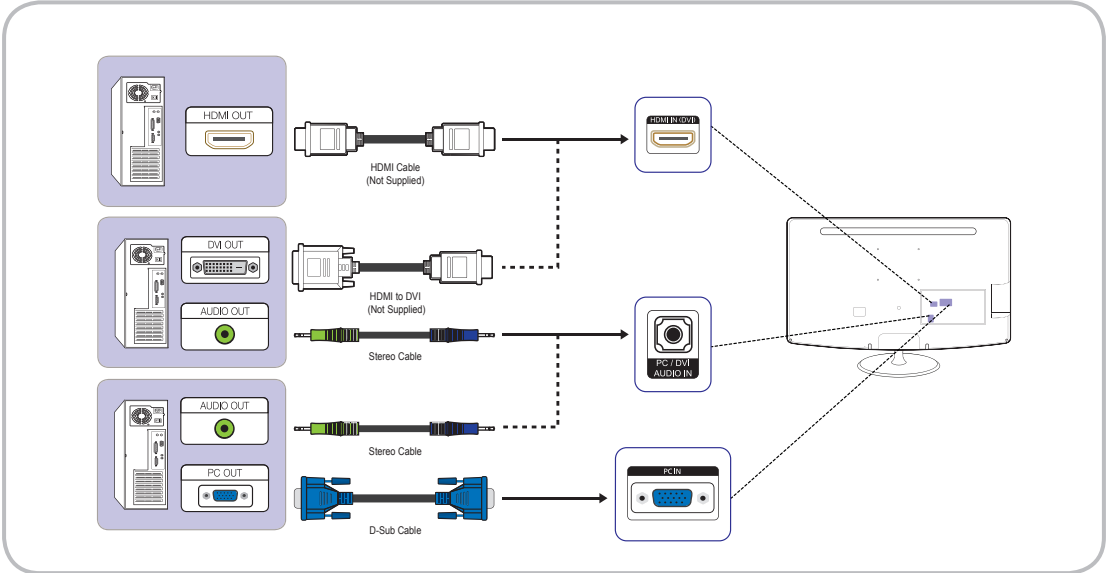 HDMI OUT
HDMI Cable
(Not Supplied)
HDMI IN (DVI)
DVI OUT
HDMI to DVI
(Not Supplied)
AUDIO OUT
Stereo Cable
PC / DVI
AUDIO IN
AUDIO OUT
Stereo Cable
PC OUT
D-Sub Cable
PC IN